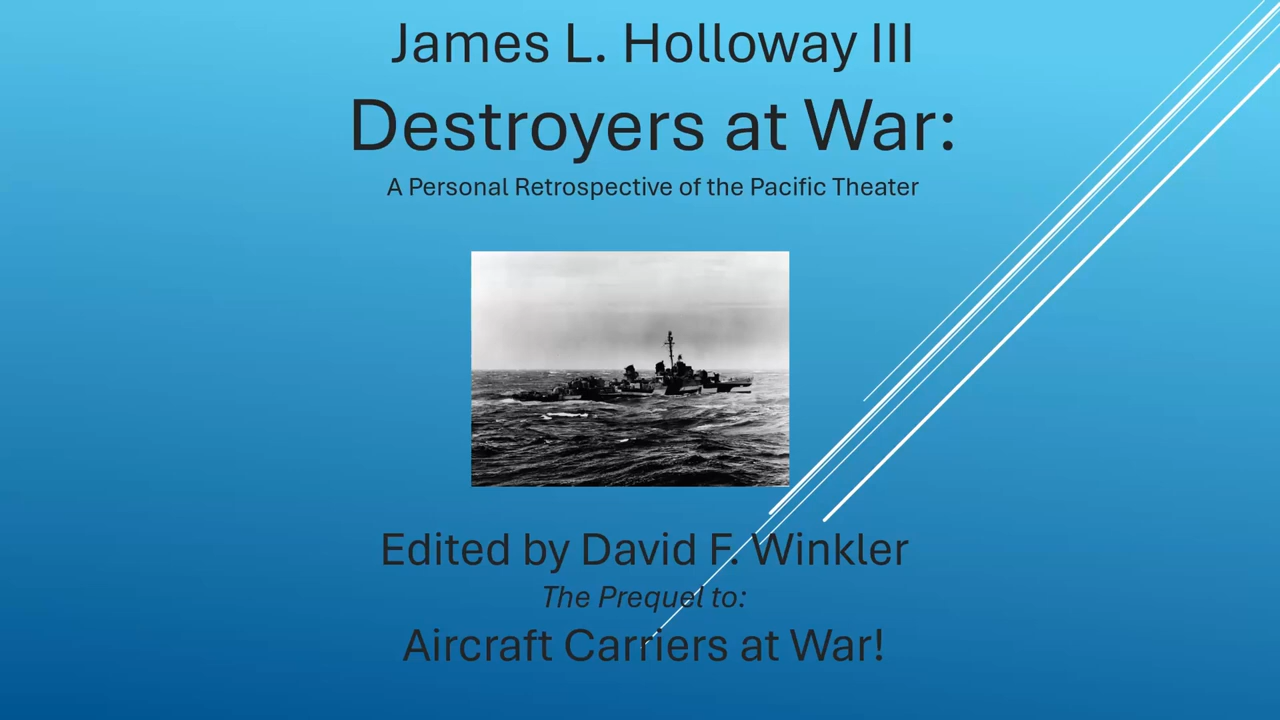 James L. Holloway III
Destroyers at War:
A Personal Retrospective of the Pacific Theater
Edited by David F. Winkler
The Prequel to:
Aircraft Carriers at War!